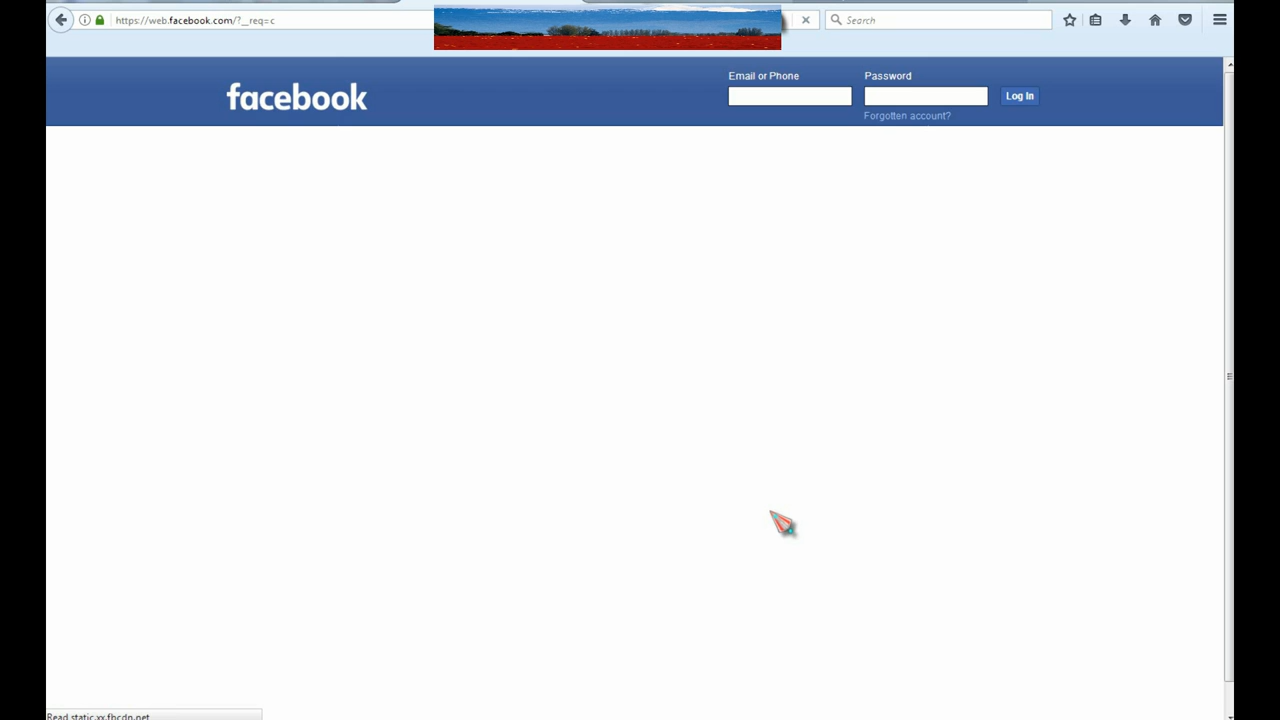 https://web.facebook.com/?__req=c
Search
facebook
Email or Phone
Password
Log In
Forgotten account?
Read static.xx.fbcdn.net